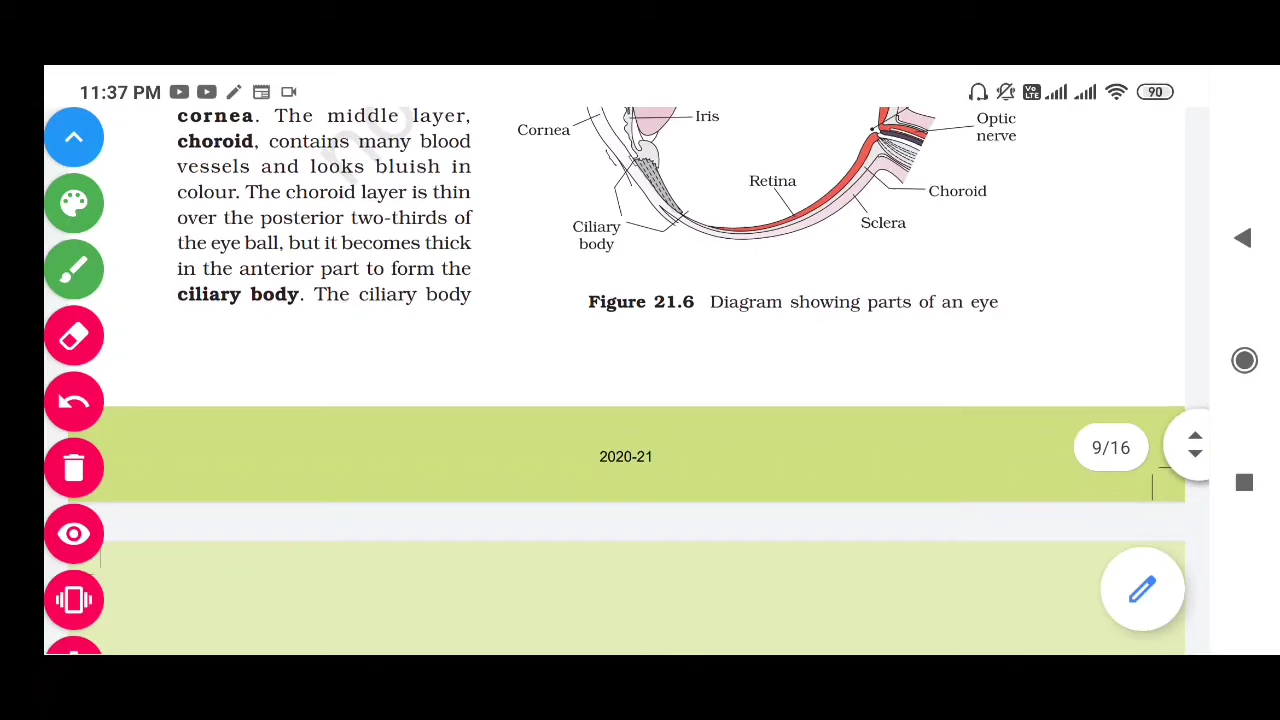 11:37 PM
Vo LTE
90
cornea. The middle layer,
choroid, contains many blood
vessels and looks bluish in
colour. The choroid layer is thin
over the posterior two-thirds of
the eye ball, but it becomes thick
in the anterior part to form the
ciliary body. The ciliary body
Cornea
Iris
Optic
nerve
Retina
Choroid
Sclera
Ciliary
body
Figure 21.6 Diagram showing parts of an eye
2020-21
9/16